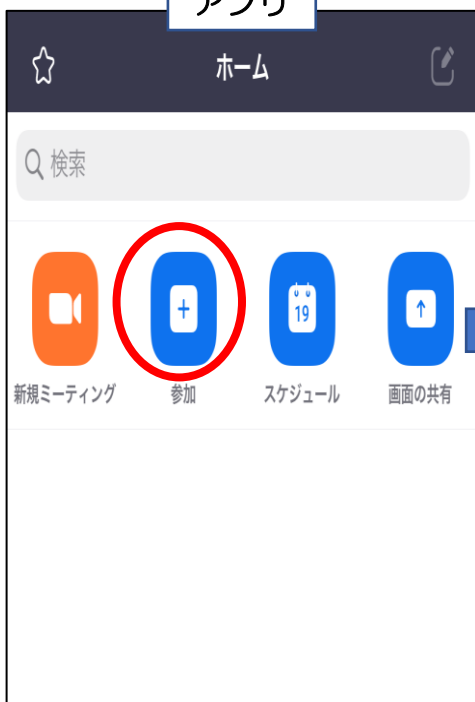 アプリ
ホーム
検索
19
新規ミーティング
参加
スケジュール
画面の共有